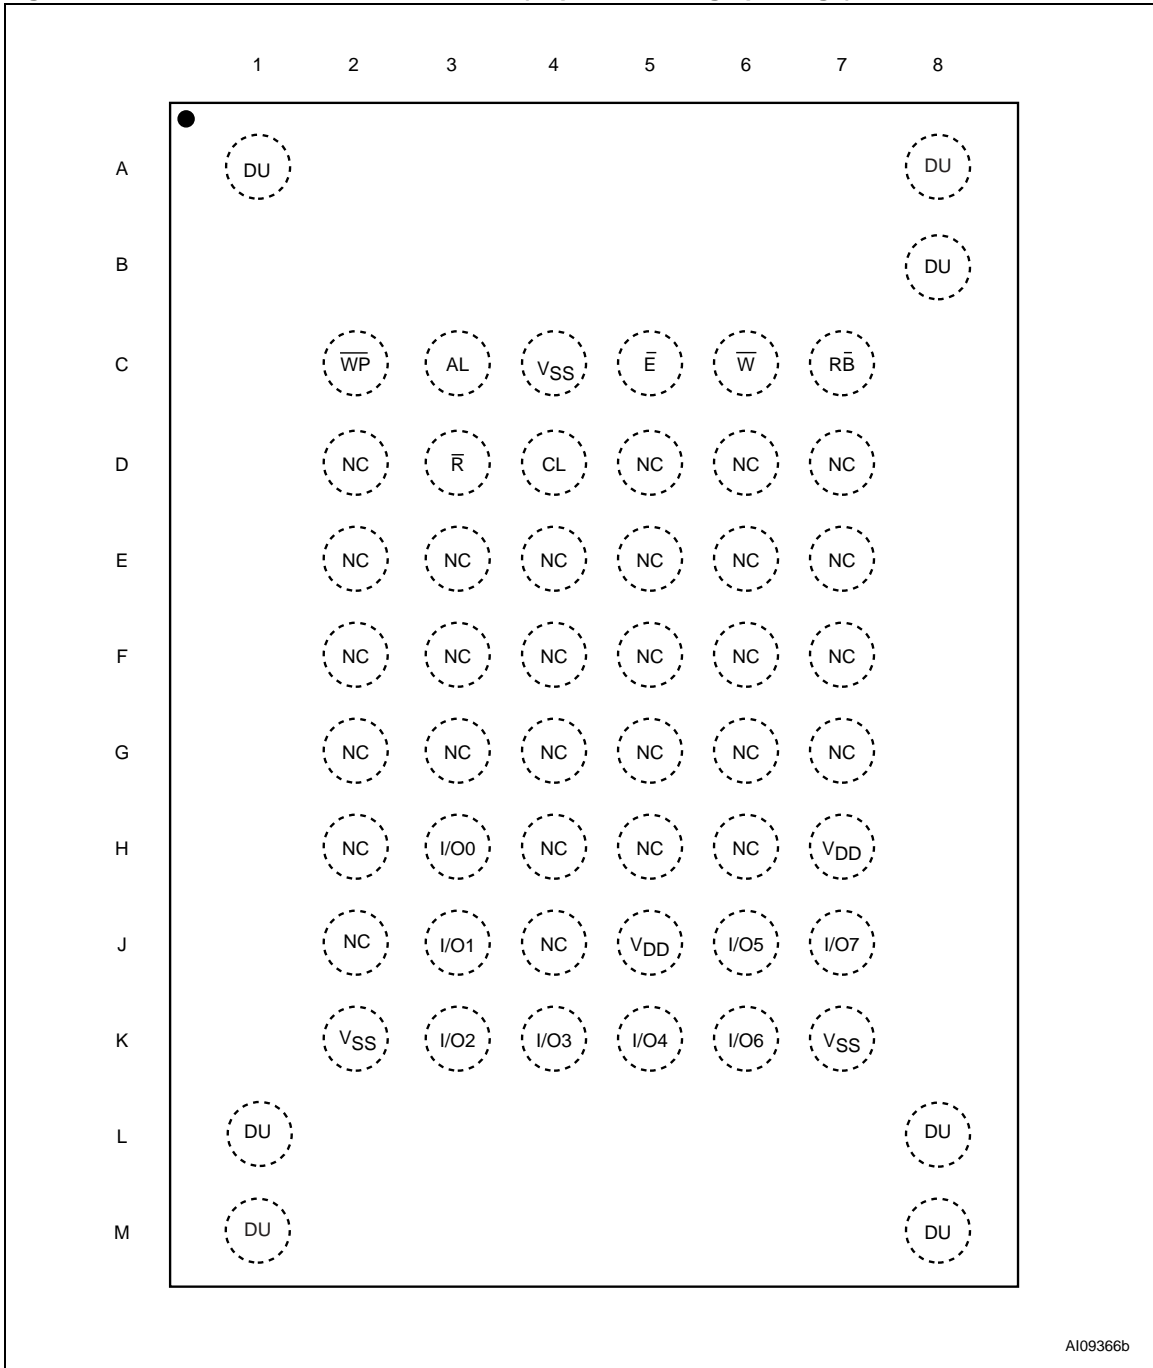 1 2 3 4 5 6 7 8
A DU DU
B DU
C W̅P̅ AL VSS E̅ W̅ RB̅
D NC R̅ CL NC NC NC
E NC NC NC NC NC NC
F NC NC NC NC NC NC
G NC NC NC NC NC NC
H NC I/O0 NC NC NC VDD
J NC I/O1 NC VDD I/O5 I/O7
K VSS I/O2 I/O3 I/O4 I/O6 VSS
L DU DU
M DU DU
AI09366b